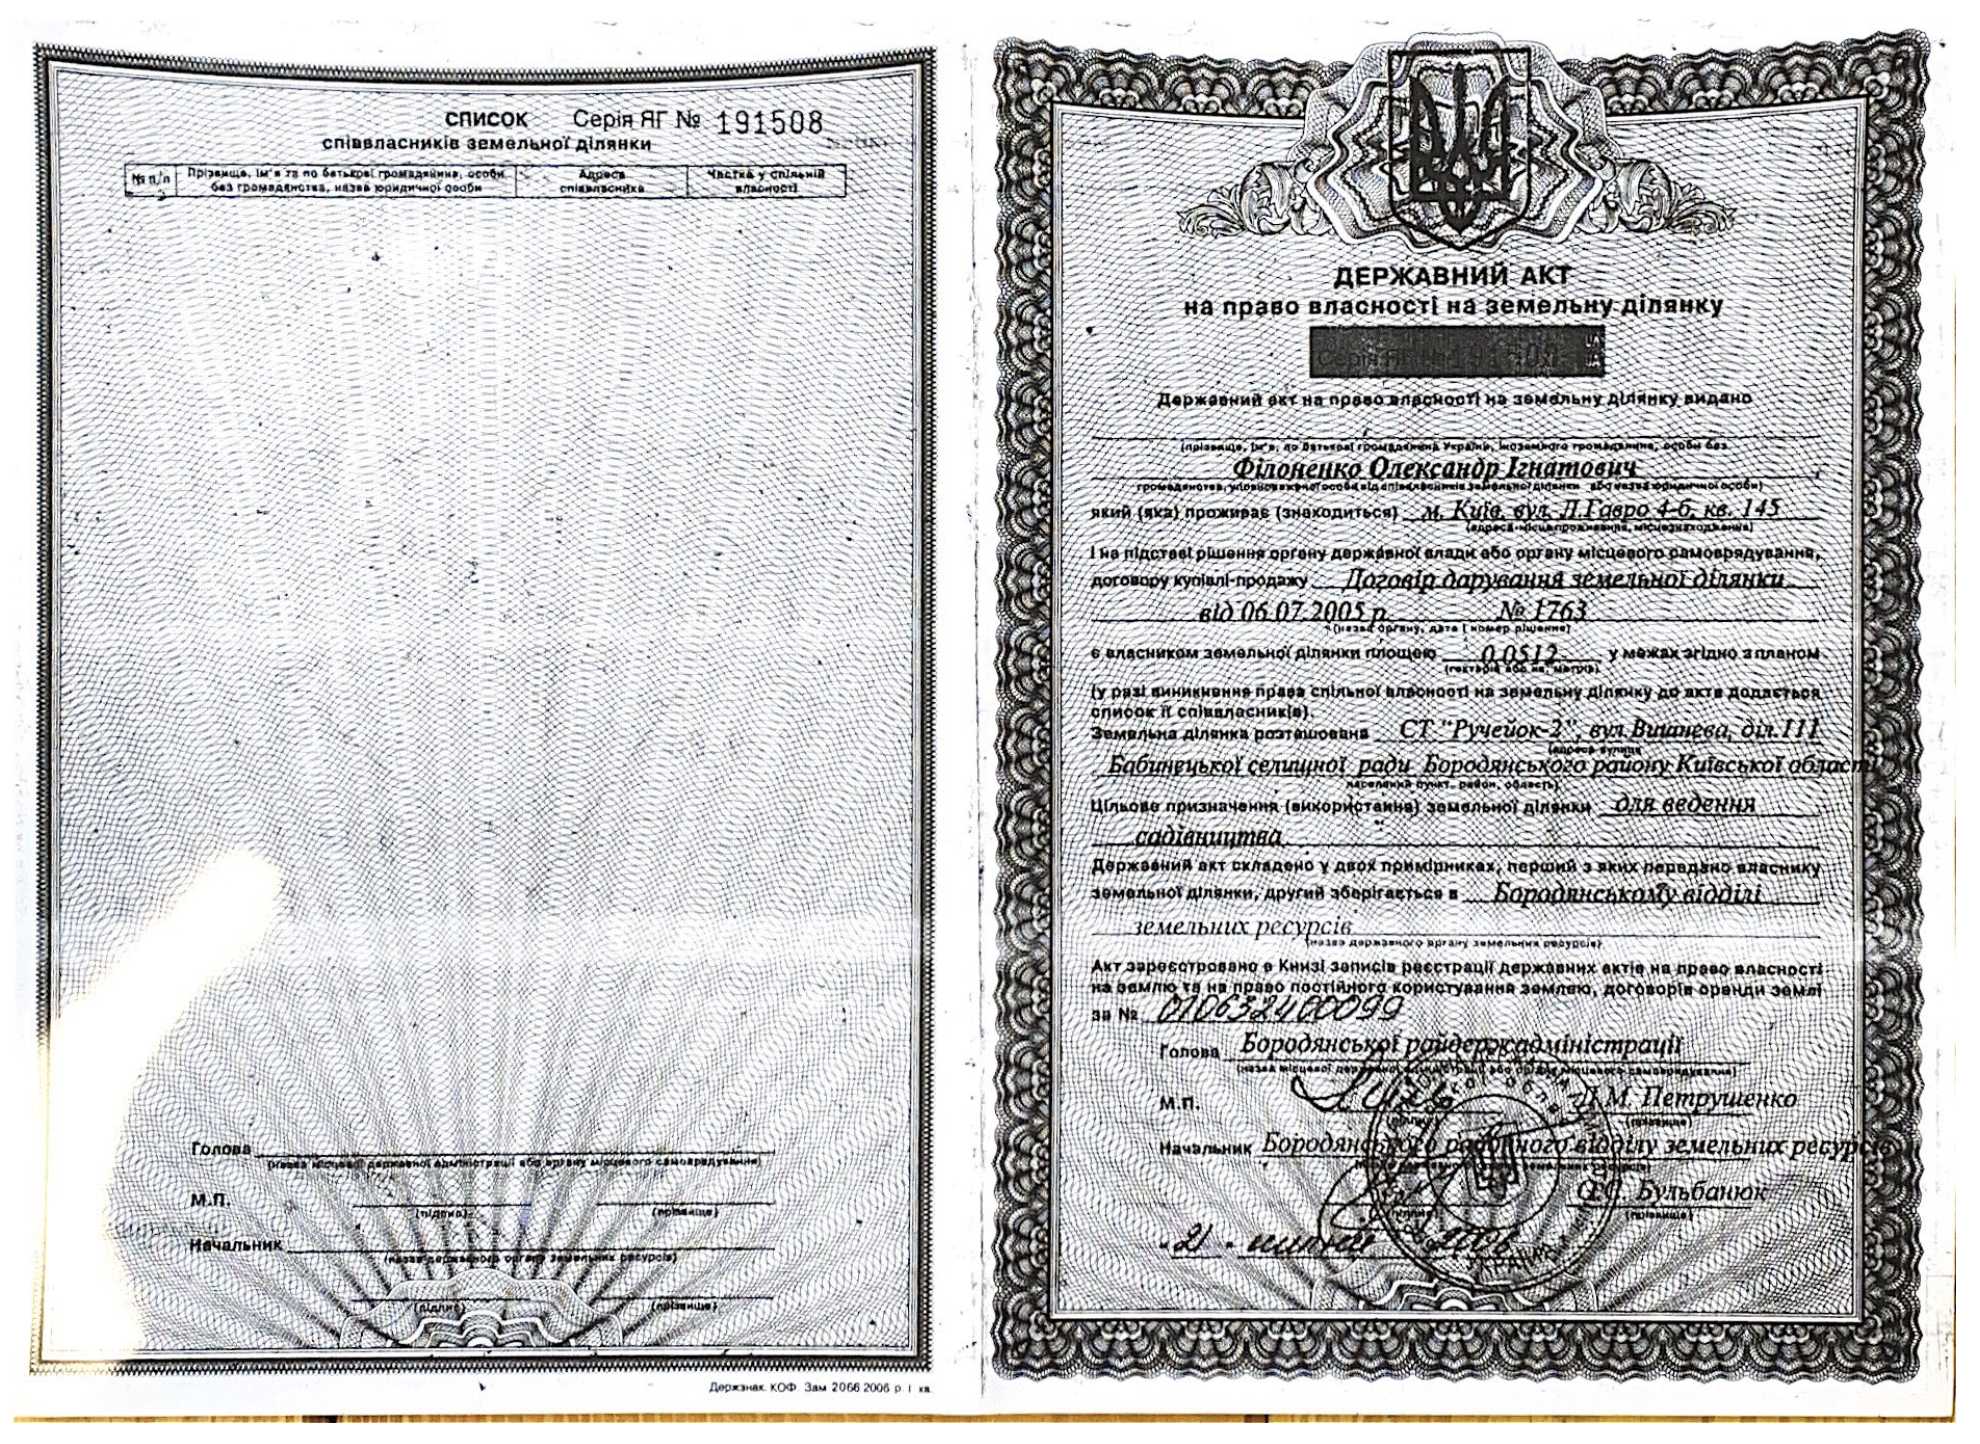 СПИСОК Серія ЯГ № 191508
співвласників земельної ділянки
№ п/п
Прізвище, ім'я та по батькові громадянина, особи
без громадянства, назва юридичної особи
Адреса
співвласника
Частка у спільній
власності
Голова
(назва місцевої державної адміністрації або органу місцевого самоврядування)
М.П.
(підпис) (прізвище)
Начальник
(назва державного органу земельних ресурсів)
(підпис) (прізвище)
Держзнак. КОФ. Зам. 2066 2006 р. I кв.
ДЕРЖАВНИЙ АКТ
на право власності на земельну ділянку
Серія ЯГ №
Державний акт на право власності на земельну ділянку видано
(прізвище, ім'я, по батькові громадянина України, іноземного громадянина, особи без
Філоненко Олександр Ігнатович
громадянства, уповноваженої особи від співвласників земельної ділянки або назва юридичної особи)
який (яка) проживає (знаходиться) м. Київ, вул. Л.Гавро 4-б, кв. 145
(адреса місця проживання, місцезнаходження)
і на підставі рішення органу державної влади або органу місцевого самоврядування,
договору купівлі-продажу Договір дарування земельної ділянки
від 06.07.2005 р. № 1763
(назва органу, дата і номер рішення)
є власником земельної ділянки площею 0,0512 у межах згідно з планом
(гектарів або кв. метрів)
(у разі виникнення права спільної власності на земельну ділянку до акта додається
список її співвласників).
Земельна ділянка розташована СТ "Ручейок-2", вул.Вишнева, діл.111
(адреса: вулиця
Бабинецької селищної ради Бородянського району Київської області
населений пункт, район, область)
Цільове призначення (використання) земельної ділянки для ведення
садівництва
Державний акт складено у двох примірниках, перший з яких передано власнику
земельної ділянки, другий зберігається в Бородянському відділі
земельних ресурсів
(назва державного органу земельних ресурсів)
Акт зареєстровано в Книзі записів реєстрації державних актів на право власності
на землю та на право постійного користування землею, договорів оренди землі
за № 010632400099
Голова Бородянської райдержадміністрації
(назва місцевої державної адміністрації або органу місцевого самоврядування)
М.П. Петрушенко
(підпис) (прізвище)
Начальник Бородянського районного відділу земельних ресурсів
Бульбанюк
(підпис) (прізвище)
"21"